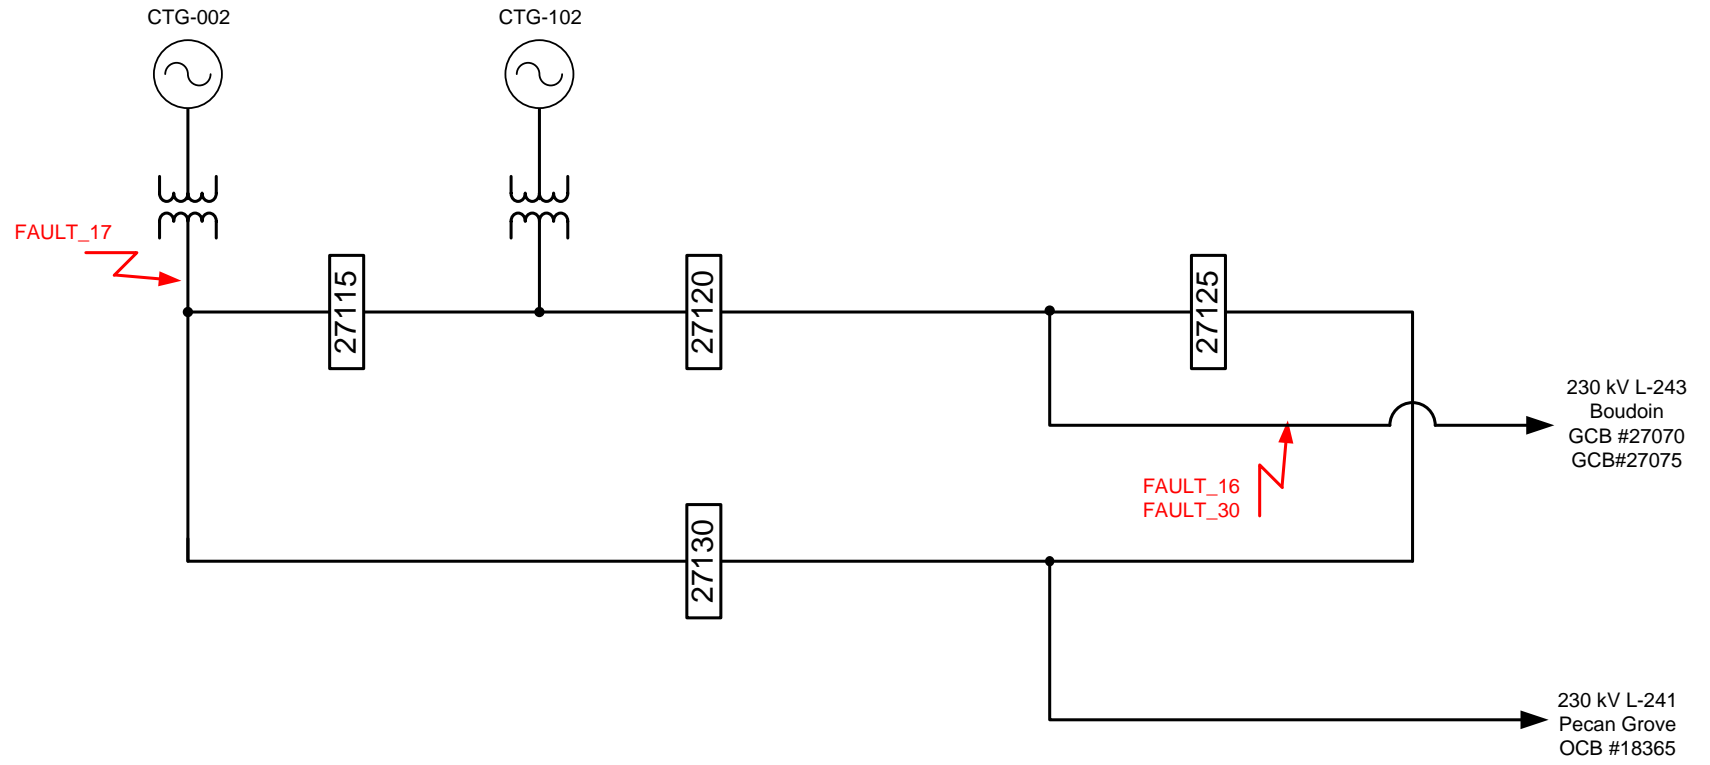 CTG-002
CTG-102
FAULT_17
27115
27120
27125
230 kV L-243
Boudoin
GCB #27070
GCB#27075
FAULT_16
FAULT_30
27130
230 kV L-241
Pecan Grove
OCB #18365